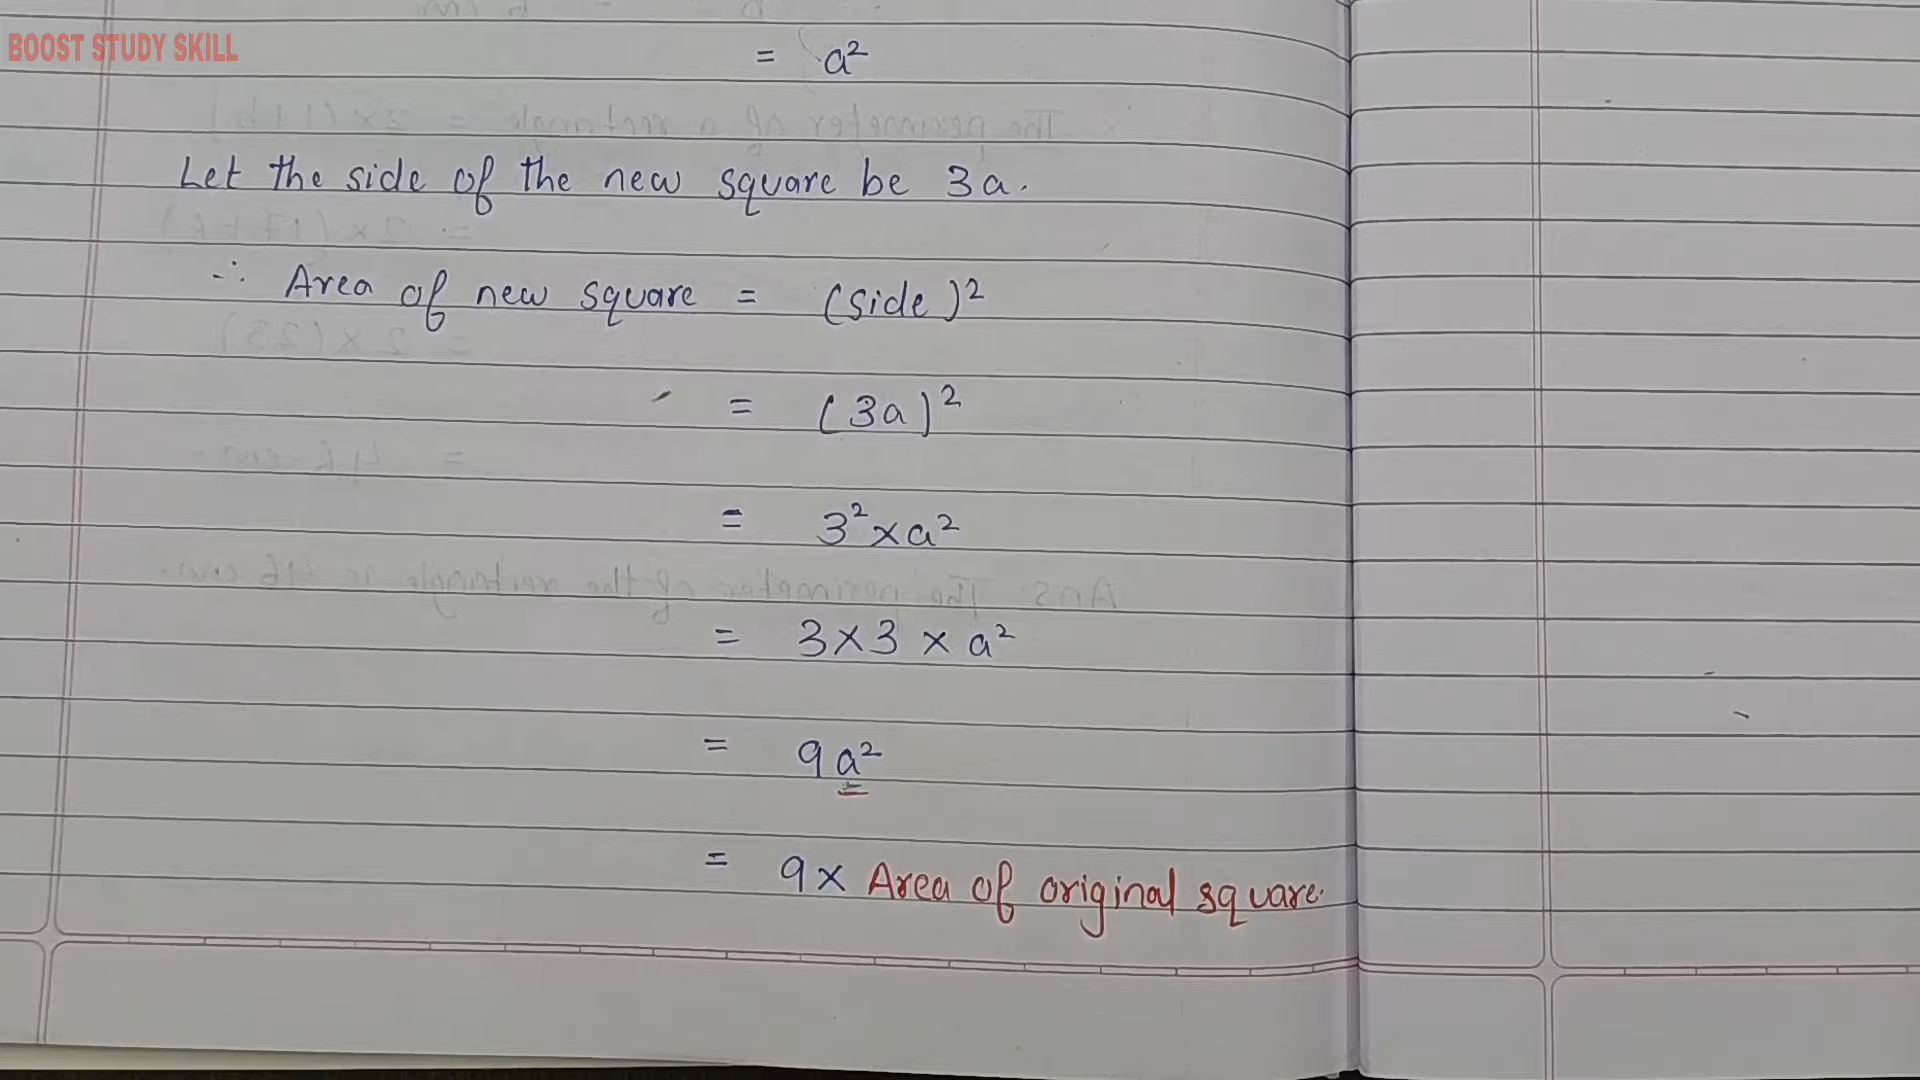 BOOST STUDY SKILL
= a²
Let the side of the new square be 3a.
∴ Area of new square = (side)²
= (3a)²
= 3² × a²
= 3 × 3 × a²
= 9a²
= 9 × Area of original square.